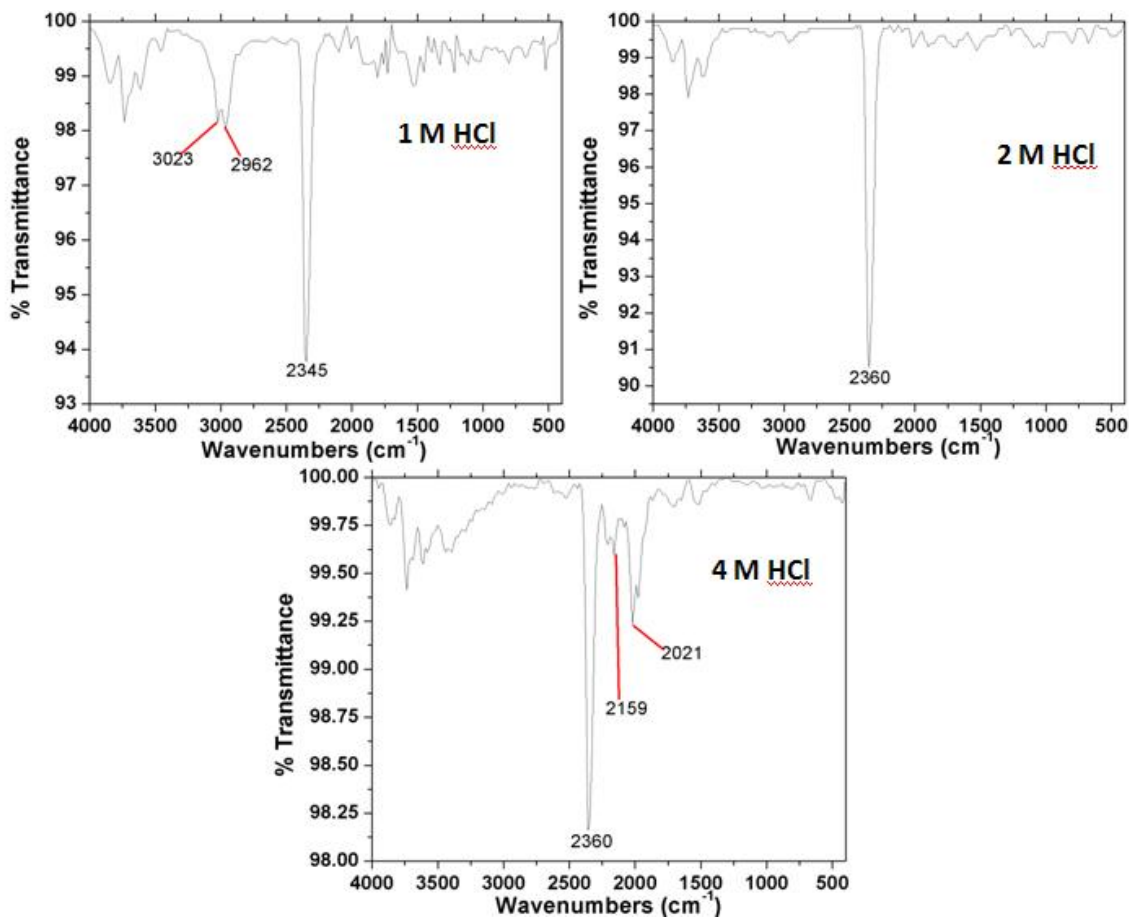 100
99
98
97
96
95
94
93
% Transmittance
3023
2962
1 M HCl
2345
4000 3500 3000 2500 2000 1500 1000 500
Wavenumbers (cm⁻¹)
100
99
98
97
96
95
94
93
92
91
90
% Transmittance
2 M HCl
2360
4000 3500 3000 2500 2000 1500 1000 500
Wavenumbers (cm⁻¹)
100.00
99.75
99.50
99.25
99.00
98.75
98.50
98.25
98.00
% Transmittance
4 M HCl
2021
2159
2360
4000 3500 3000 2500 2000 1500 1000 500
Wavenumbers (cm⁻¹)